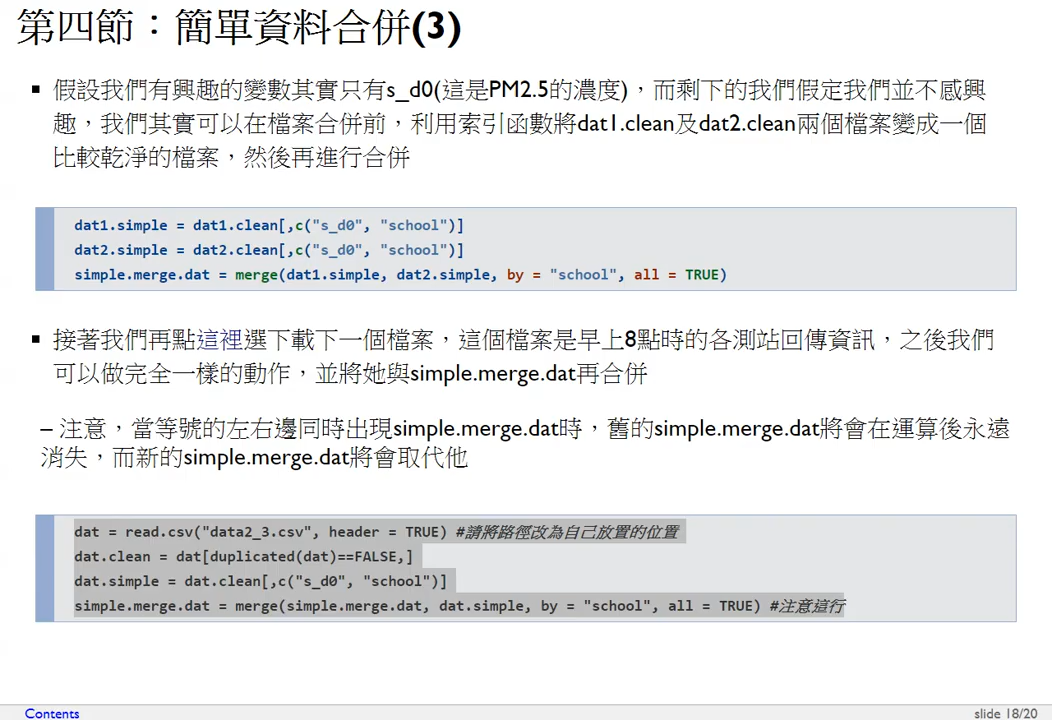 第四節：簡單資料合併(3)
▪ 假設我們有興趣的變數其實只有s_d0(這是PM2.5的濃度)，而剩下的我們假定我們並不感興
趣，我們其實可以在檔案合併前，利用索引函數將dat1.clean及dat2.clean兩個檔案變成一個
比較乾淨的檔案，然後再進行合併
dat1.simple = dat1.clean[,c("s_d0", "school")]
dat2.simple = dat2.clean[,c("s_d0", "school")]
simple.merge.dat = merge(dat1.simple, dat2.simple, by = "school", all = TRUE)
▪ 接著我們再點這裡選下載下一個檔案，這個檔案是早上8點時的各測站回傳資訊，之後我們
可以做完全一樣的動作，並將她與simple.merge.dat再合併
– 注意，當等號的左右邊同時出現simple.merge.dat時，舊的simple.merge.dat將會在運算後永遠
消失，而新的simple.merge.dat將會取代他
dat = read.csv("data2_3.csv", header = TRUE) #請將路徑改為自己放置的位置
dat.clean = dat[duplicated(dat)==FALSE,]
dat.simple = dat.clean[,c("s_d0", "school")]
simple.merge.dat = merge(simple.merge.dat, dat.simple, by = "school", all = TRUE) #注意這行
Contents
slide 18/20